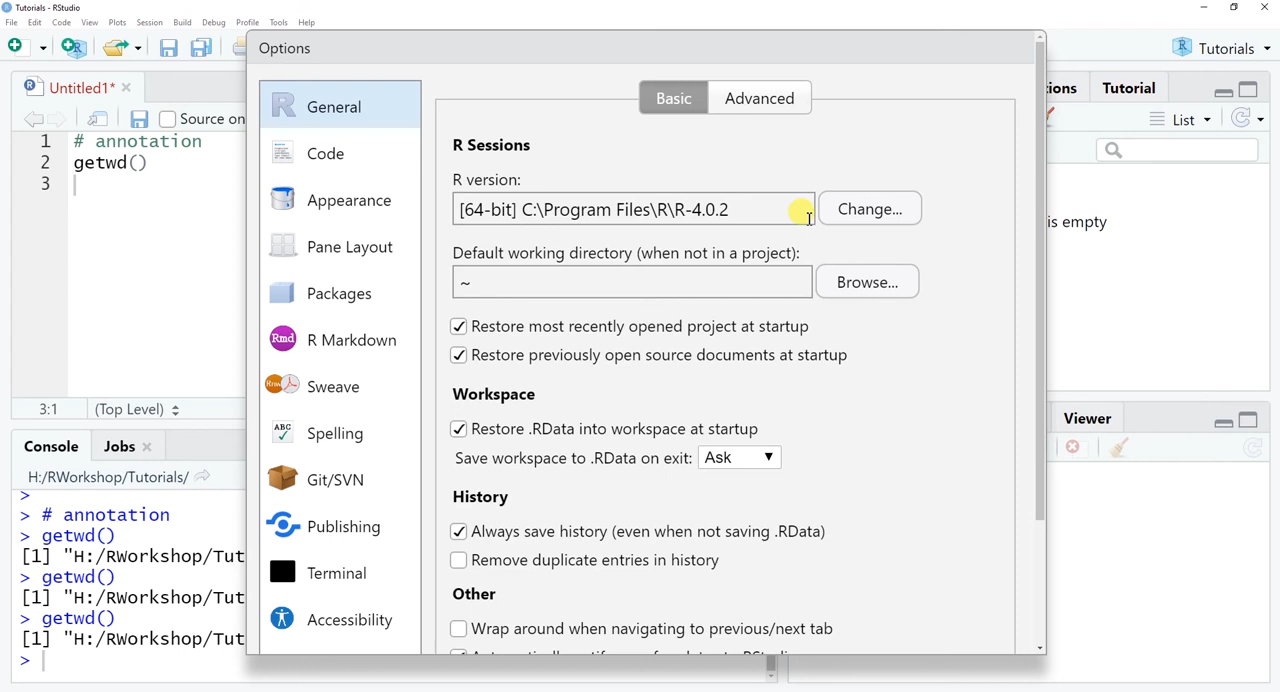 Tutorials - RStudio
File Edit Code View Plots Session Build Debug Profile Tools Help
Tutorials
Untitled1*
Source on
1 # annotation
2 getwd()
3
3:1 (Top Level)
Console Jobs
H:/RWorkshop/Tutorials/
>
> # annotation
> getwd()
[1] "H:/RWorkshop/Tut
> getwd()
[1] "H:/RWorkshop/Tut
> getwd()
[1] "H:/RWorkshop/Tut
>
Options
General
Code
Appearance
Pane Layout
Packages
Rmd R Markdown
Sweave
ABC Spelling
Git/SVN
Publishing
Terminal
Accessibility
Basic Advanced
R Sessions
R version:
[64-bit] C:\Program Files\R\R-4.0.2 Change...
Default working directory (when not in a project):
~ Browse...
Restore most recently opened project at startup
Restore previously open source documents at startup
Workspace
Restore .RData into workspace at startup
Save workspace to .RData on exit: Ask
History
Always save history (even when not saving .RData)
Remove duplicate entries in history
Other
Wrap around when navigating to previous/next tab
ions Tutorial
List
is empty
Viewer